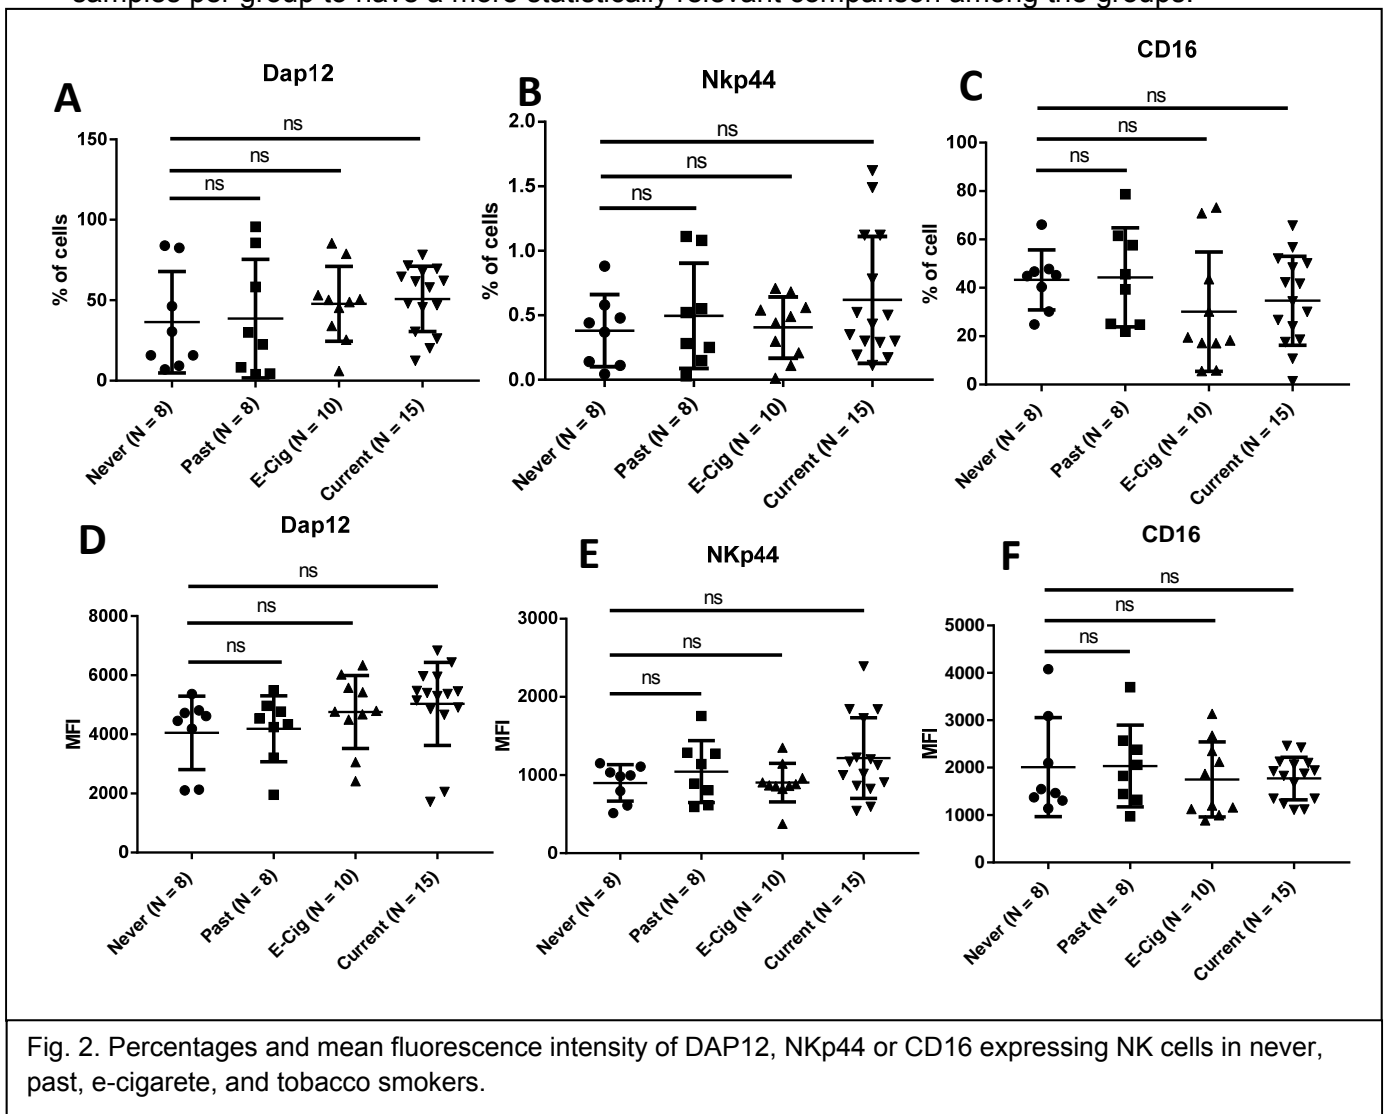 samples per group to have a more statistically relevant comparison among the groups.
A
Dap12
ns
ns
ns
% of cells
150
100
50
0
Never (N = 8)
Past (N = 8)
E-Cig (N = 10)
Current (N = 15)
B
Nkp44
ns
ns
ns
% of cells
2.0
1.5
1.0
0.5
0.0
Never (N = 8)
Past (N = 8)
E-Cig (N = 10)
Current (N = 15)
C
CD16
ns
ns
ns
% of cell
100
80
60
40
20
0
Never (N = 8)
Past (N = 8)
E-Cig (N = 10)
Current (N = 15)
D
Dap12
ns
ns
ns
MFI
8000
6000
4000
2000
0
Never (N = 8)
Past (N = 8)
E-Cig (N = 10)
Current (N = 15)
E
NKp44
ns
ns
ns
MFI
3000
2000
1000
0
Never (N = 8)
Past (N = 8)
E-Cig (N = 10)
Current (N = 15)
F
CD16
ns
ns
ns
MFI
5000
4000
3000
2000
1000
0
Never (N = 8)
Past (N = 8)
E-Cig (N = 10)
Current (N = 15)
Fig. 2. Percentages and mean fluorescence intensity of DAP12, NKp44 or CD16 expressing NK cells in never,
past, e-cigarete, and tobacco smokers.